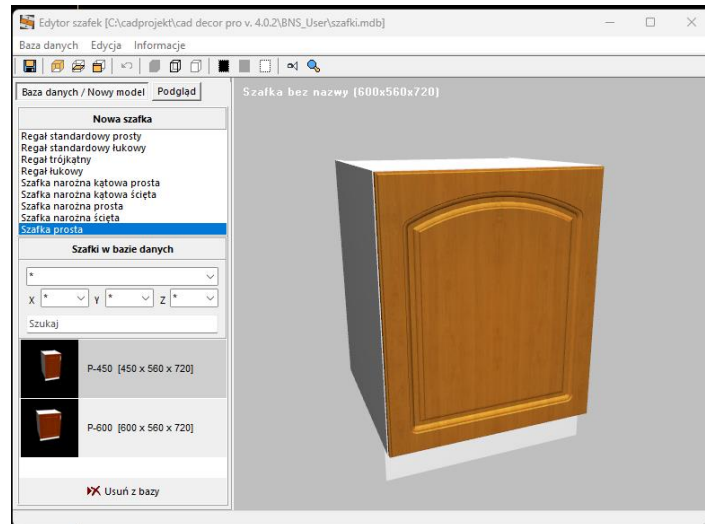 Edytor szafek [C:\cadprojekt\cad decor pro v. 4.0.2\BNS_User\szafki.mdb]
Baza danych Edycja Informacje
Baza danych / Nowy model Podgląd
Szafka bez nazwy [600x560x720]
Nowa szafka
Regał standardowy prosty
Regał standardowy łukowy
Regał trójkątny
Regał łukowy
Szafka narożna kątowa prosta
Szafka narożna kątowa ścięta
Szafka narożna prosta
Szafka narożna ścięta
Szafka prosta
Szafki w bazie danych
*
X * Y * Z *
Szukaj
P-450 [450 x 560 x 720]
P-600 [600 x 560 x 720]
Usuń z bazy